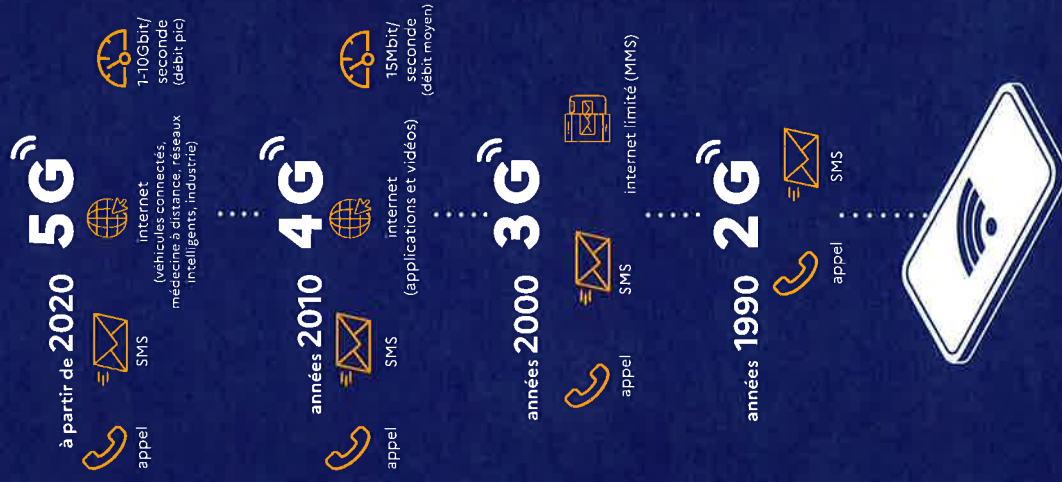 à partir de 2020 5G
appel
SMS
internet
(véhicules connectés,
médecine à distance, réseaux
intelligents, industrie)
1-10Gbit/
seconde
(débit pic)
années 2010 4G
appel
SMS
internet
(applications et vidéos)
15Mbit/
seconde
(débit moyen)
années 2000 3G
appel
SMS
internet limité (MMS)
années 1990 2G
appel
SMS